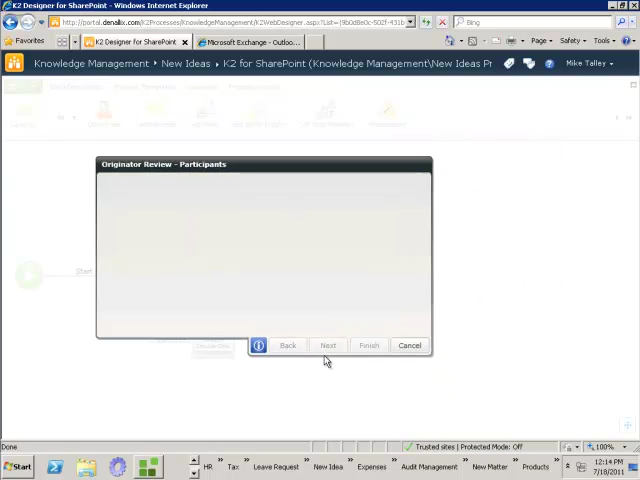 K2 Designer for SharePoint - Windows Internet Explorer
http://portal.denallix.com/K2Processes/KnowledgeManagement/K2WebDesigner.aspx?List={9b0d8e0c-502f-431b
Bing
Favorites
K2 Designer for SharePoint
Microsoft Exchange - Outloo...
Page
Safety
Tools
Knowledge Management
New Ideas
K2 for SharePoint (Knowledge Management\New Ideas Pr
Mike Talley
Originator Review - Participants
Start
Back
Next
Finish
Cancel
Done
Trusted sites | Protected Mode: Off
100%
Start
HR
Tax
Leave Request
New Idea
Expenses
Audit Management
New Matter
Products
12:14 PM
7/18/2011